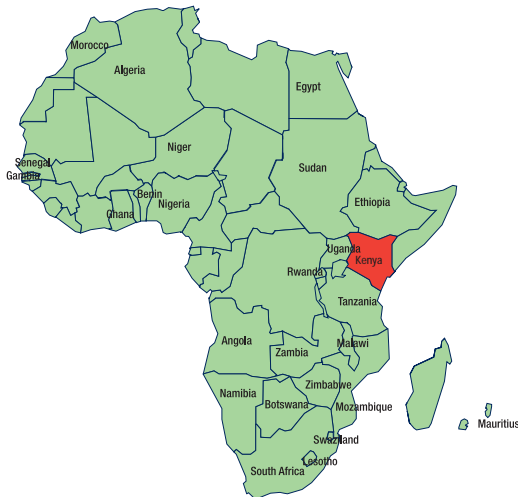 Morocco
Algeria
Egypt
Niger
Sudan
Senegal
Gambia
Benin
Ghana
Nigeria
Ethiopia
Uganda
Kenya
Rwanda
Tanzania
Angola
Malawi
Zambia
Zimbabwe
Namibia
Botswana
Mozambique
Mauritius
Swaziland
Lesotho
South Africa